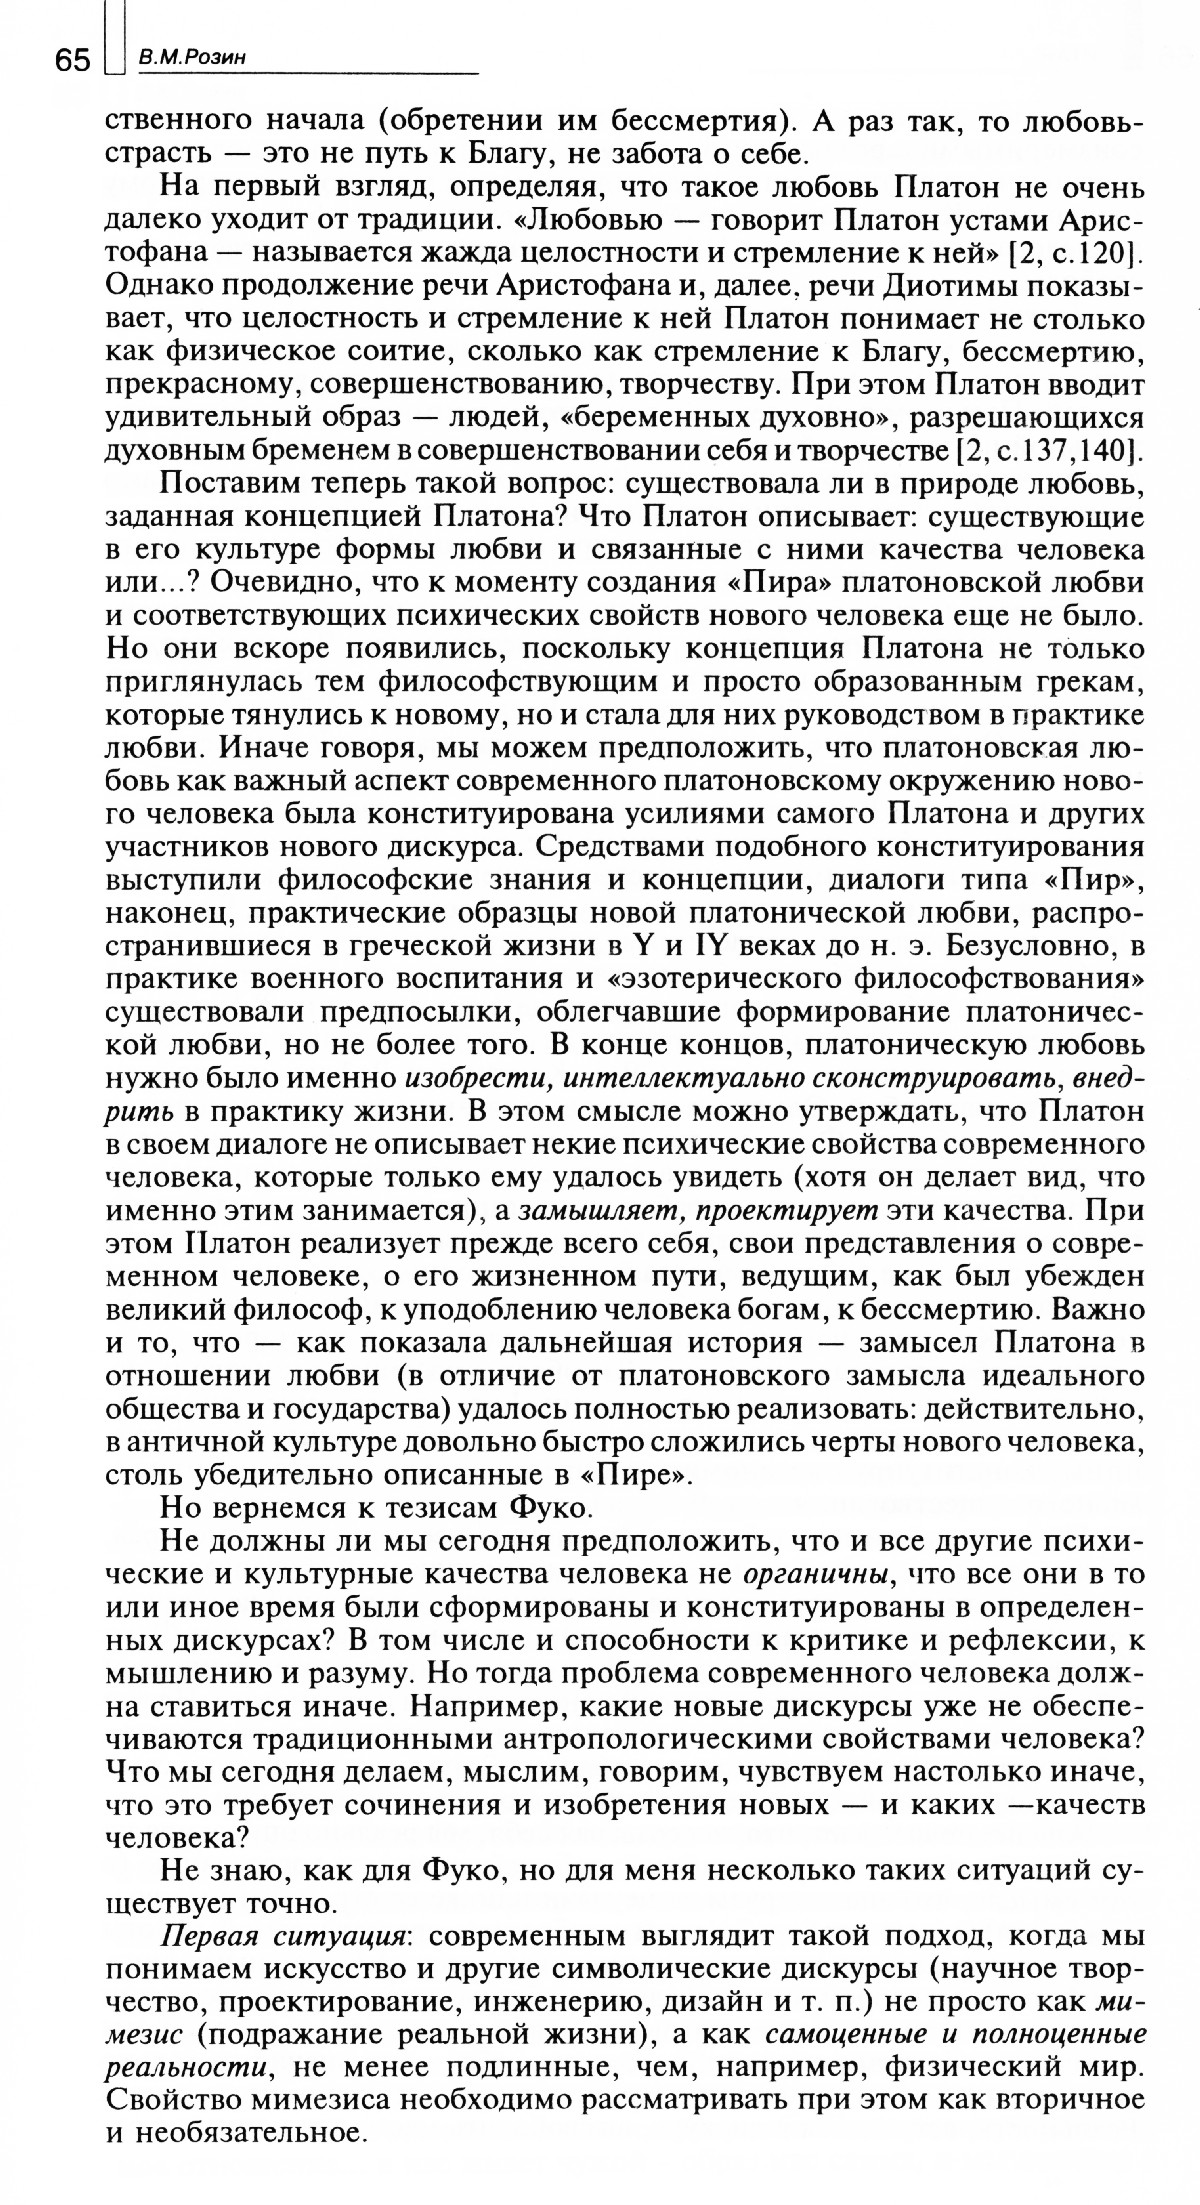 65 В.М.Розин
ственного начала (обретении им бессмертия). А раз так, то любовь-
страсть — это не путь к Благу, не забота о себе.
На первый взгляд, определяя, что такое любовь Платон не очень
далеко уходит от традиции. «Любовью — говорит Платон устами Арис-
тофана — называется жажда целостности и стремление к ней» [2, с.120].
Однако продолжение речи Аристофана и, далее, речи Диотимы показы-
вает, что целостность и стремление к ней Платон понимает не столько
как физическое соитие, сколько как стремление к Благу, бессмертию,
прекрасному, совершенствованию, творчеству. При этом Платон вводит
удивительный образ — людей, «беременных духовно», разрешающихся
духовным бременем в совершенствовании себя и творчестве [2, с.137,140].
Поставим теперь такой вопрос: существовала ли в природе любовь,
заданная концепцией Платона? Что Платон описывает: существующие
в его культуре формы любви и связанные с ними качества человека
или...? Очевидно, что к моменту создания «Пира» платоновской любви
и соответствующих психических свойств нового человека еще не было.
Но они вскоре появились, поскольку концепция Платона не только
приглянулась тем философствующим и просто образованным грекам,
которые тянулись к новому, но и стала для них руководством в практике
любви. Иначе говоря, мы можем предположить, что платоновская лю-
бовь как важный аспект современного платоновскому окружению ново-
го человека была конституирована усилиями самого Платона и других
участников нового дискурса. Средствами подобного конституирования
выступили философские знания и концепции, диалоги типа «Пир»,
наконец, практические образцы новой платонической любви, распро-
странившиеся в греческой жизни в Y и IY веках до н. э. Безусловно, в
практике военного воспитания и «эзотерического философствования»
существовали предпосылки, облегчавшие формирование платоничес-
кой любви, но не более того. В конце концов, платоническую любовь
нужно было именно изобрести, интеллектуально сконструировать, внед-
рить в практику жизни. В этом смысле можно утверждать, что Платон
в своем диалоге не описывает некие психические свойства современного
человека, которые только ему удалось увидеть (хотя он делает вид, что
именно этим занимается), а замышляет, проектирует эти качества. При
этом Платон реализует прежде всего себя, свои представления о совре-
менном человеке, о его жизненном пути, ведущим, как был убежден
великий философ, к уподоблению человека богам, к бессмертию. Важно
и то, что — как показала дальнейшая история — замысел Платона в
отношении любви (в отличие от платоновского замысла идеального
общества и государства) удалось полностью реализовать: действительно,
в античной культуре довольно быстро сложились черты нового человека,
столь убедительно описанные в «Пире».
Но вернемся к тезисам Фуко.
Не должны ли мы сегодня предположить, что и все другие психи-
ческие и культурные качества человека не органичны, что все они в то
или иное время были сформированы и конституированы в определен-
ных дискурсах? В том числе и способности к критике и рефлексии, к
мышлению и разуму. Но тогда проблема современного человека долж-
на ставиться иначе. Например, какие новые дискурсы уже не обеспе-
чиваются традиционными антропологическими свойствами человека?
Что мы сегодня делаем, мыслим, говорим, чувствуем настолько иначе,
что это требует сочинения и изобретения новых — и каких —качеств
человека?
Не знаю, как для Фуко, но для меня несколько таких ситуаций су-
ществует точно.
Первая ситуация: современным выглядит такой подход, когда мы
понимаем искусство и другие символические дискурсы (научное твор-
чество, проектирование, инженерию, дизайн и т. п.) не просто как ми-
мезис (подражание реальной жизни), а как самоценные и полноценные
реальности, не менее подлинные, чем, например, физический мир.
Свойство мимезиса необходимо рассматривать при этом как вторичное
и необязательное.